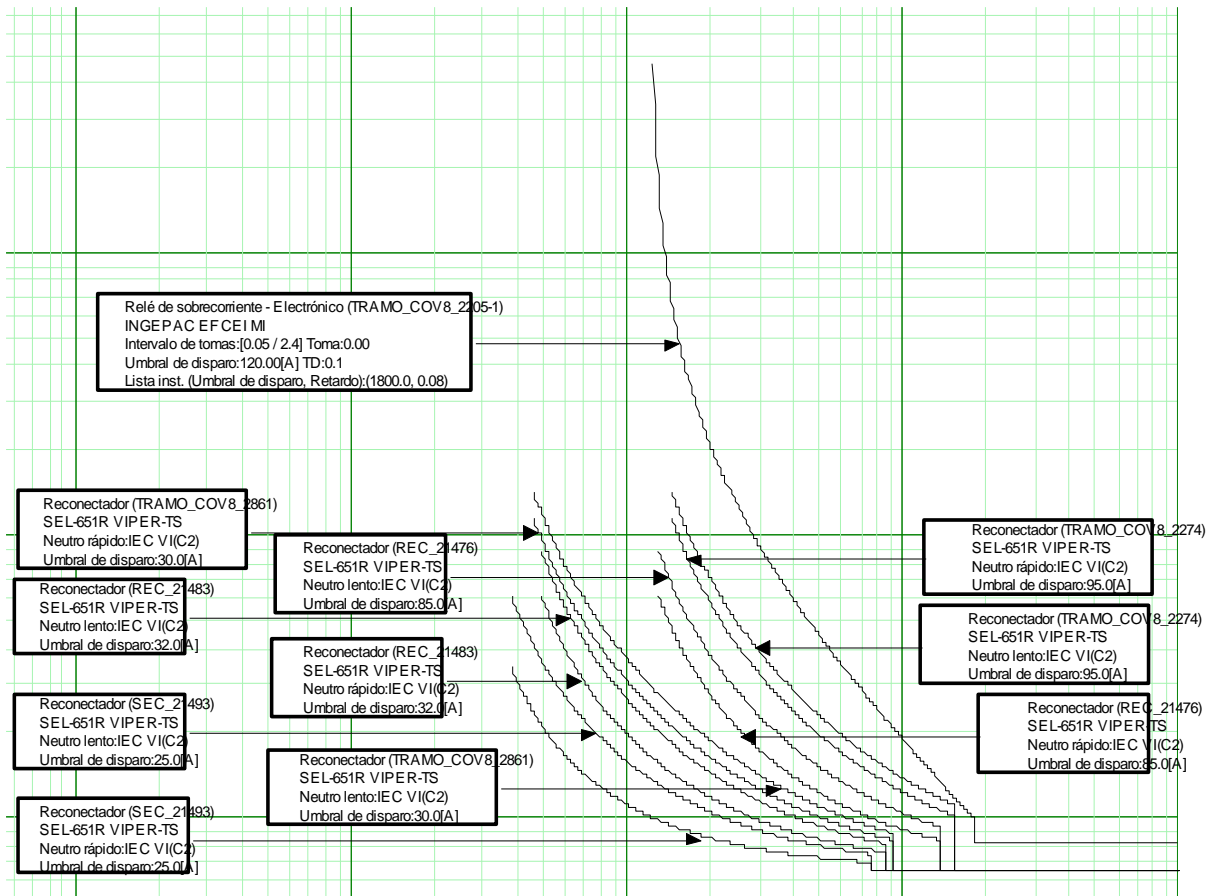 Relé de sobrecorriente - Electrónico (TRAMO_COV8_2205-1)
INGEPAC EF CEI MI
Intervalo de tomas:[0.05 / 2.4] Toma:0.00
Umbral de disparo:120.00[A] TD:0.1
Lista inst. (Umbral de disparo, Retardo):(1800.0, 0.08)
Reconectador (TRAMO_COV8_2861)
SEL-651R VIPER-TS
Neutro rápido:IEC VI(C2)
Umbral de disparo:30.0[A]
Reconectador (REC_21476)
SEL-651R VIPER-TS
Neutro lento:IEC VI(C2)
Umbral de disparo:85.0[A]
Reconectador (REC_21483)
SEL-651R VIPER-TS
Neutro lento:IEC VI(C2)
Umbral de disparo:32.0[A]
Reconectador (REC_21483)
SEL-651R VIPER-TS
Neutro rápido:IEC VI(C2)
Umbral de disparo:32.0[A]
Reconectador (SEC_21493)
SEL-651R VIPER-TS
Neutro lento:IEC VI(C2)
Umbral de disparo:25.0[A]
Reconectador (TRAMO_COV8_2861)
SEL-651R VIPER-TS
Neutro lento:IEC VI(C2)
Umbral de disparo:30.0[A]
Reconectador (SEC_21493)
SEL-651R VIPER-TS
Neutro rápido:IEC VI(C2)
Umbral de disparo:25.0[A]
Reconectador (TRAMO_COV8_2274)
SEL-651R VIPER-TS
Neutro rápido:IEC VI(C2)
Umbral de disparo:95.0[A]
Reconectador (TRAMO_COV8_2274)
SEL-651R VIPER-TS
Neutro lento:IEC VI(C2)
Umbral de disparo:95.0[A]
Reconectador (REC_21476)
SEL-651R VIPER-TS
Neutro rápido:IEC VI(C2)
Umbral de disparo:85.0[A]